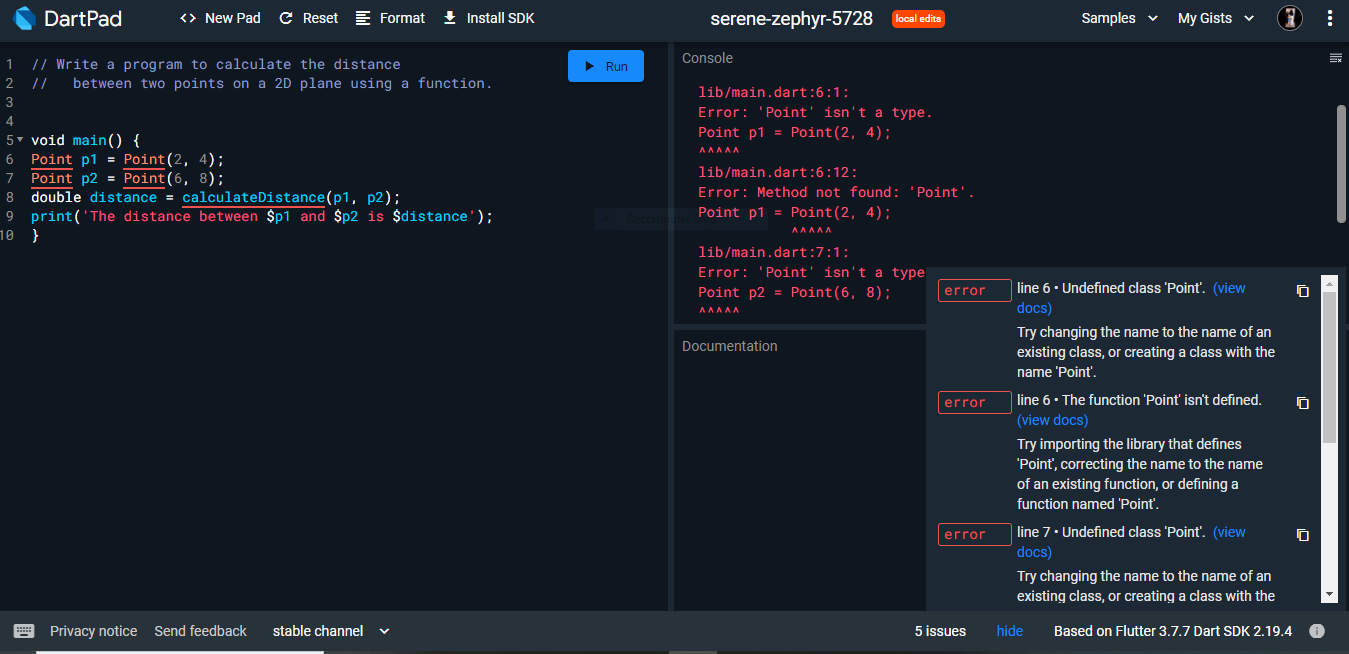 DartPad
New Pad
Reset
Format
Install SDK
serene-zephyr-5728
local edits
Samples
My Gists
1 // Write a program to calculate the distance
2 //   between two points on a 2D plane using a function.
3
4
5 void main() {
6 Point p1 = Point(2, 4);
7 Point p2 = Point(6, 8);
8 double distance = calculateDistance(p1, p2);
9 print('The distance between $p1 and $p2 is $distance');
10 }
Run
Console
lib/main.dart:6:1:
Error: 'Point' isn't a type.
Point p1 = Point(2, 4);
^^^^^
lib/main.dart:6:12:
Error: Method not found: 'Point'.
Point p1 = Point(2, 4);
           ^^^^^
lib/main.dart:7:1:
Error: 'Point' isn't a type
Point p2 = Point(6, 8);
^^^^^
Documentation
error
line 6 • Undefined class 'Point'. (view
docs)
Try changing the name to the name of an
existing class, or creating a class with the
name 'Point'.
error
line 6 • The function 'Point' isn't defined.
(view docs)
Try importing the library that defines
'Point', correcting the name to the name
of an existing function, or defining a
function named 'Point'.
error
line 7 • Undefined class 'Point'. (view
docs)
Try changing the name to the name of an
existing class, or creating a class with the
Privacy notice
Send feedback
stable channel
5 issues
hide
Based on Flutter 3.7.7 Dart SDK 2.19.4